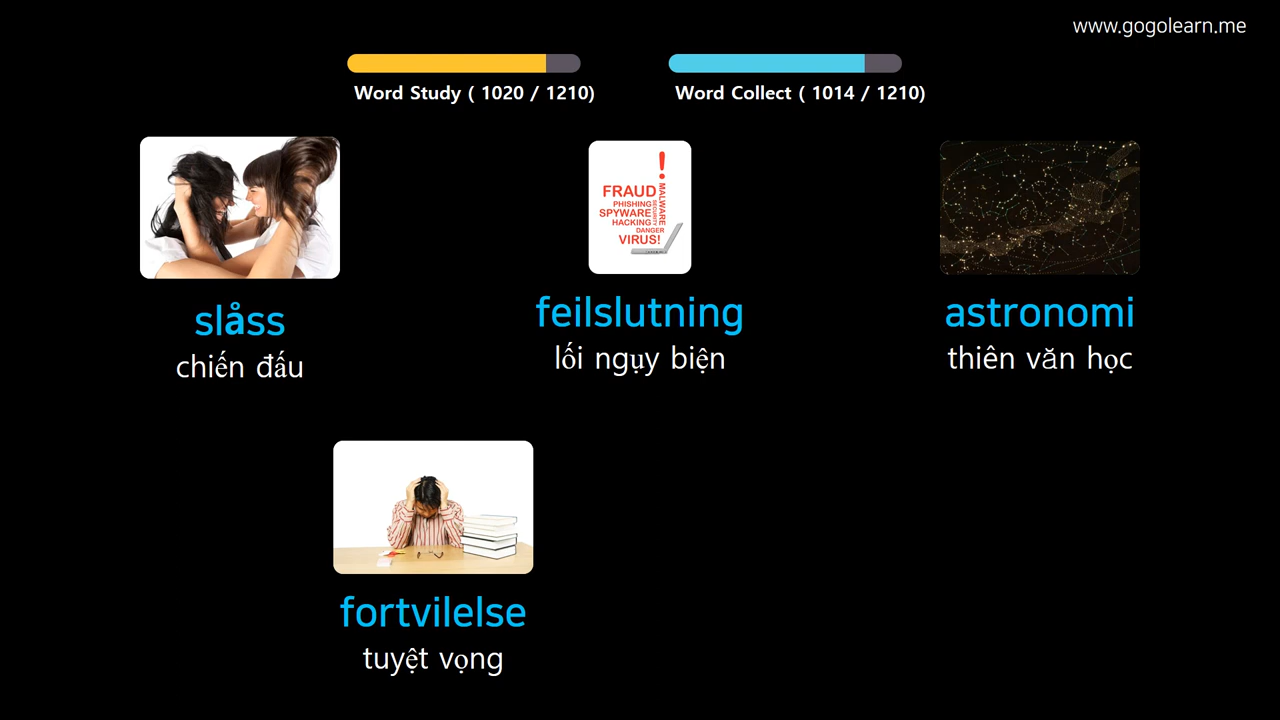 www.gogolearn.me
Word Study ( 1020 / 1210)
Word Collect ( 1014 / 1210)
!
FRAUD
PHISHING
SPYWARE
HACKING
DANGER
VIRUS!
MALWARE
SECURITY
slåss
chiến đấu
feilslutning
lối ngụy biện
astronomi
thiên văn học
fortvilelse
tuyệt vọng